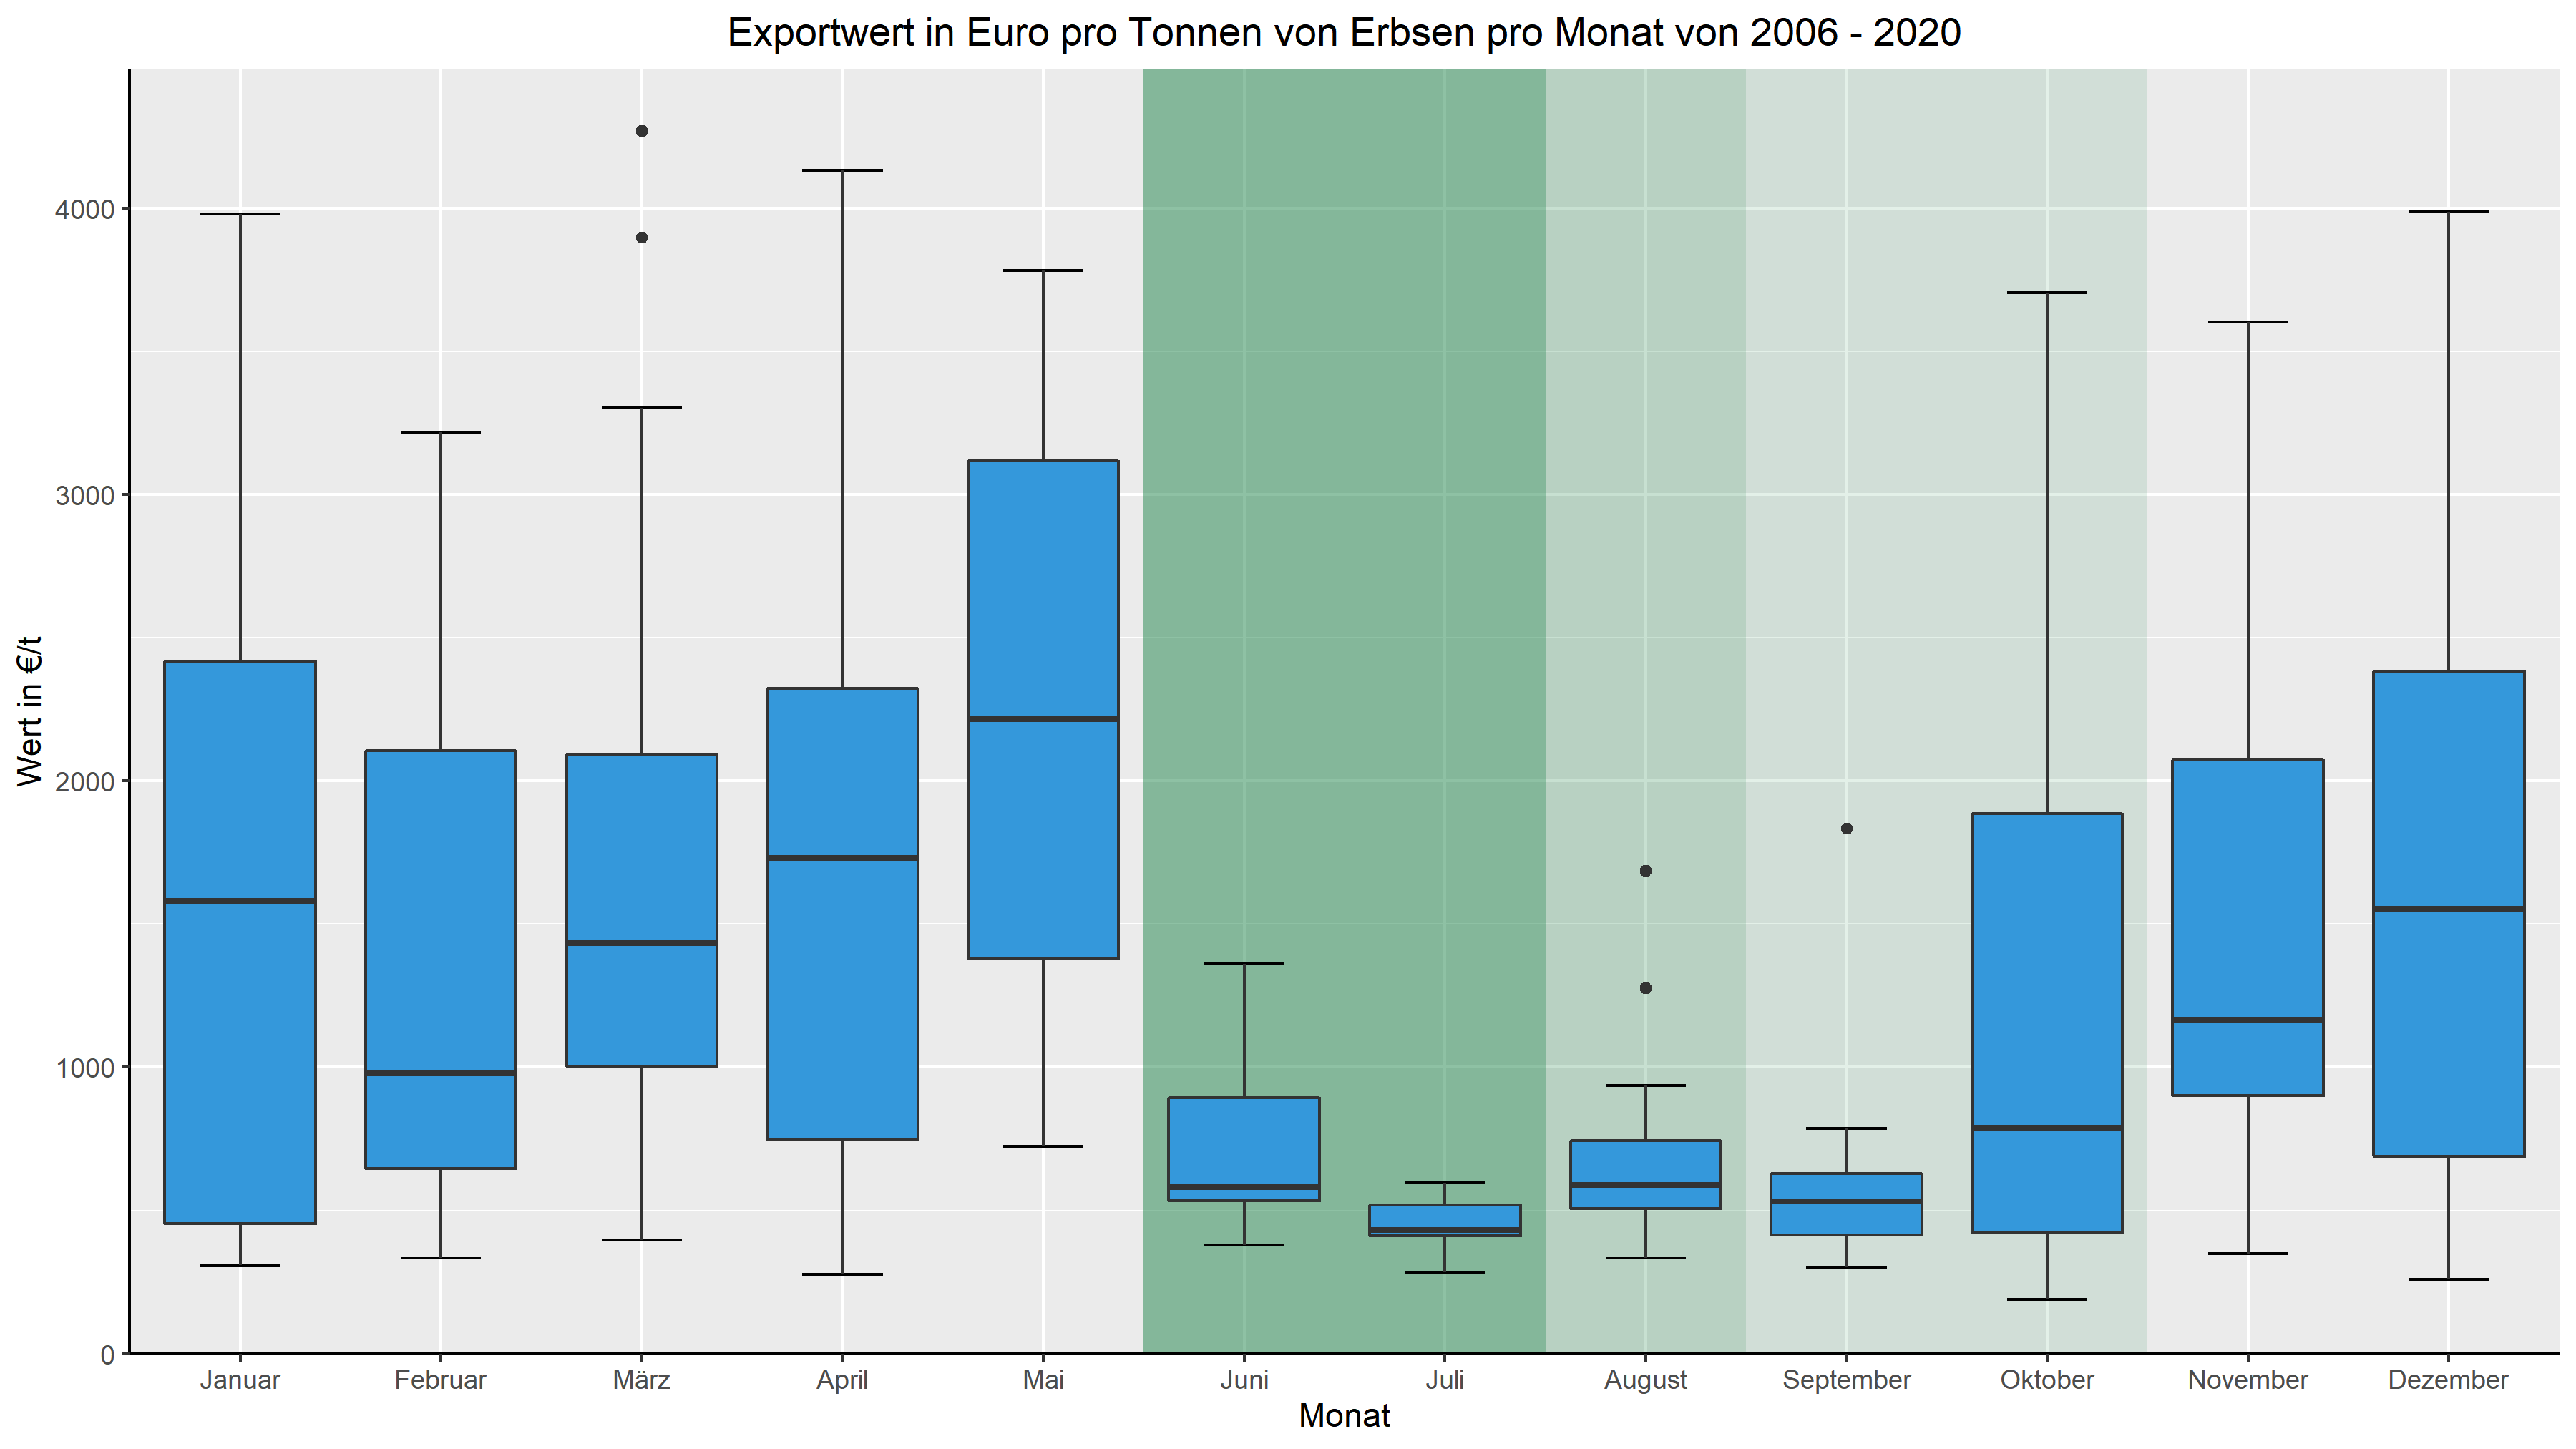 Exportwert in Euro pro Tonnen von Erbsen pro Monat von 2006 - 2020
Wert in €/t
4000
3000
2000
1000
0
Januar Februar März April Mai Juni Juli August September Oktober November Dezember
Monat